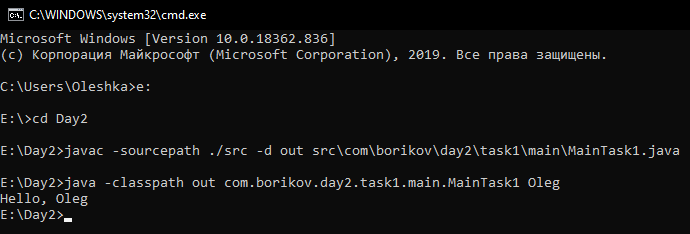 C:\WINDOWS\system32\cmd.exe
Microsoft Windows [Version 10.0.18362.836]
(c) Корпорация Майкрософт (Microsoft Corporation), 2019. Все права защищены.
C:\Users\Oleshka>e:
E:\>cd Day2
E:\Day2>javac -sourcepath ./src -d out src\com\borikov\day2\task1\main\MainTask1.java
E:\Day2>java -classpath out com.borikov.day2.task1.main.MainTask1 Oleg
Hello, Oleg
E:\Day2>